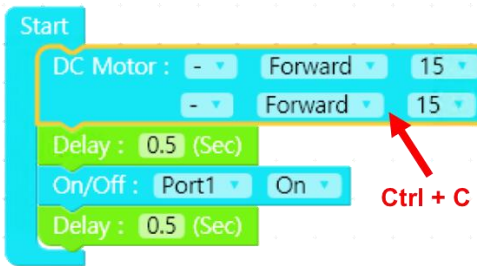 Start
DC Motor : - Forward 15
- Forward 15
Delay : 0.5 (Sec)
On/Off : Port1 On
Ctrl + C
Delay : 0.5 (Sec)